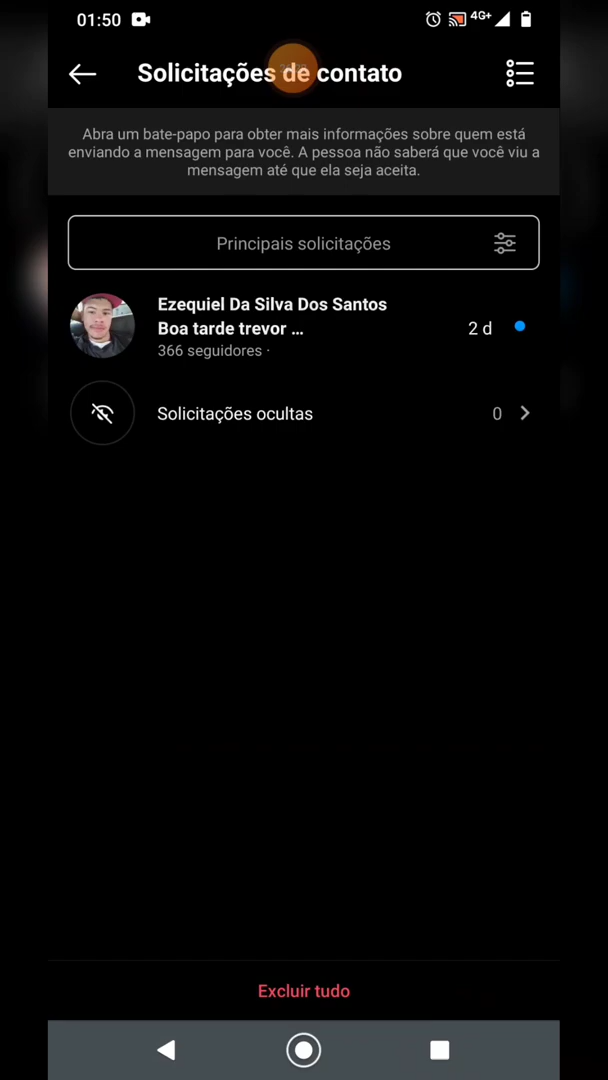 01:50
4G+
Solicitações de contato
Abra um bate-papo para obter mais informações sobre quem está
enviando a mensagem para você. A pessoa não saberá que você viu a
mensagem até que ela seja aceita.
Principais solicitações
Ezequiel Da Silva Dos Santos
Boa tarde trevor ...
2 d
366 seguidores ·
Solicitações ocultas
0
Excluir tudo